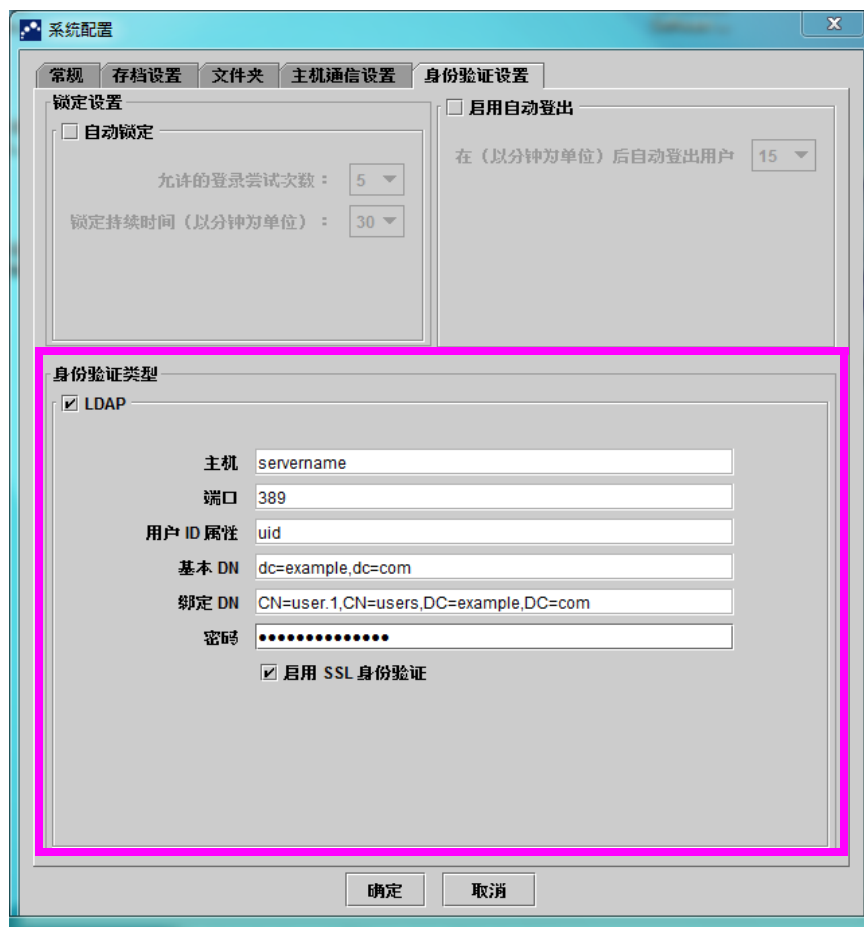 系统配置
常规 存档设置 文件夹 主机通信设置 身份验证设置
锁定设置
自动锁定
允许的登录尝试次数： 5
锁定持续时间（以分钟为单位）： 30
启用自动登出
在（以分钟为单位）后自动登出用户 15
身份验证类型
LDAP
主机 servername
端口 389
用户 ID 属性 uid
基本 DN dc=example,dc=com
绑定 DN CN=user.1,CN=users,DC=example,DC=com
密码 ••••••••••••••
启用 SSL 身份验证
确定 取消